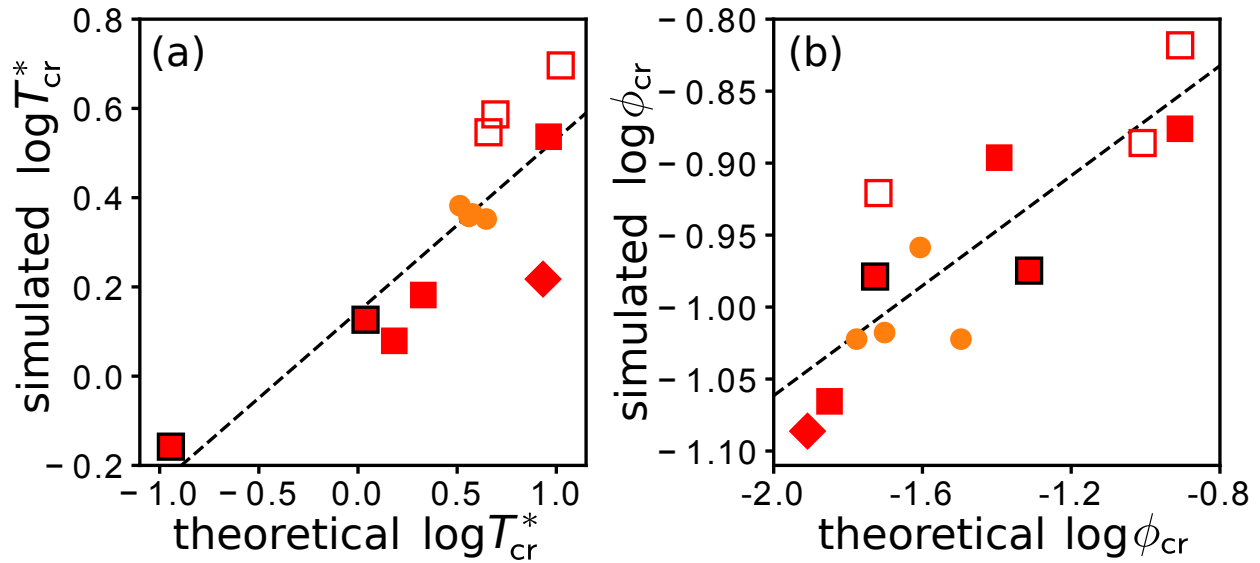 (a)
simulated log T*cr
0.8
0.6
0.4
0.2
0.0
−0.2
−1.0 −0.5 0.0 0.5 1.0
theoretical log T*cr
(b)
simulated log ϕcr
−0.80
−0.85
−0.90
−0.95
−1.00
−1.05
−1.10
-2.0 -1.6 -1.2 -0.8
theoretical log ϕcr